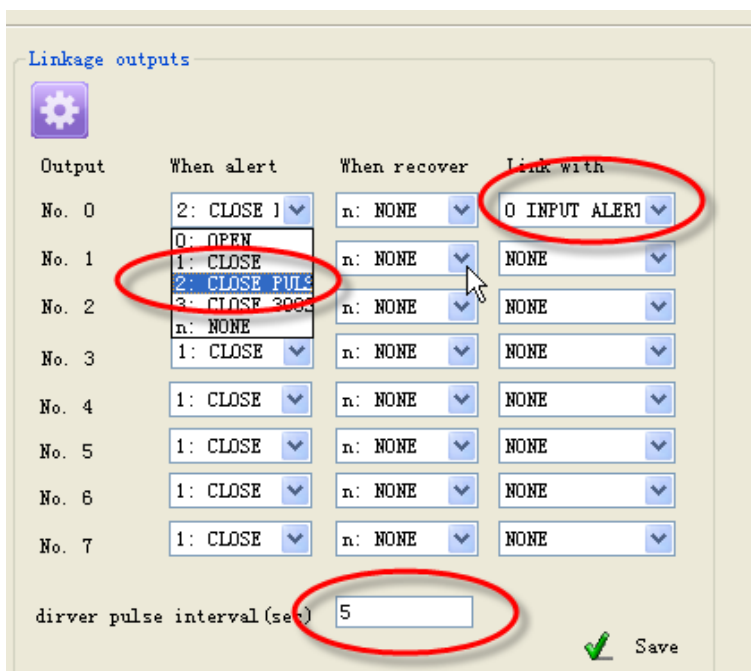 Linkage outputs
Output When alert When recover Link with
No. 0 2: CLOSE n: NONE 0 INPUT ALERT
0: OPEN
No. 1 1: CLOSE n: NONE NONE
2: CLOSE PULS
No. 2 3: CLOSE n: NONE NONE
n: NONE
No. 3 1: CLOSE n: NONE NONE
No. 4 1: CLOSE n: NONE NONE
No. 5 1: CLOSE n: NONE NONE
No. 6 1: CLOSE n: NONE NONE
No. 7 1: CLOSE n: NONE NONE
dirver pulse interval(sec) 5
Save